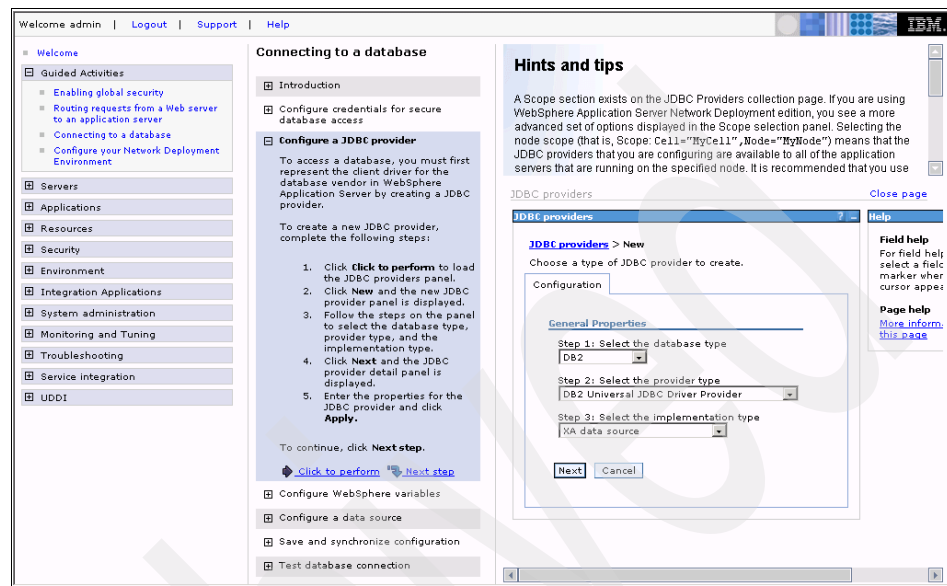 Welcome admin | Logout | Support | Help
IBM.
Welcome
Guided Activities
Enabling global security
Routing requests from a Web server
to an application server
Connecting to a database
Configure your Network Deployment
Environment
Servers
Applications
Resources
Security
Environment
Integration Applications
System administration
Monitoring and Tuning
Troubleshooting
Service integration
UDDI
Connecting to a database
Introduction
Configure credentials for secure
database access
Configure a JDBC provider
To access a database, you must first
represent the client driver for the
database vendor in WebSphere
Application Server by creating a JDBC
provider.
To create a new JDBC provider,
complete the following steps:
1. Click Click to perform to load
the JDBC providers panel.
2. Click New and the new JDBC
provider panel is displayed.
3. Follow the steps on the panel
to select the database type,
provider type, and the
implementation type.
4. Click Next and the JDBC
provider detail panel is
displayed.
5. Enter the properties for the
JDBC provider and click
Apply.
To continue, click Next step.
Click to perform Next step
Configure WebSphere variables
Configure a data source
Save and synchronize configuration
Test database connection
Hints and tips
A Scope section exists on the JDBC Providers collection page. If you are using
WebSphere Application Server Network Deployment edition, you see a more
advanced set of options displayed in the Scope selection panel. Selecting the
node scope (that is, Scope: Cell="MyCell",Node="MyNode") means that the
JDBC providers that you are configuring are available to all of the application
servers that are running on the specified node. It is recommended that you use
JDBC providers Close page
JDBC providers ? –
JDBC providers > New
Choose a type of JDBC provider to create.
Configuration
General Properties
Step 1: Select the database type
DB2
Step 2: Select the provider type
DB2 Universal JDBC Driver Provider
Step 3: Select the implementation type
XA data source
Next Cancel
Help
Field help
For field help
select a fielc
marker wher
cursor appea
Page help
More inform.
this page